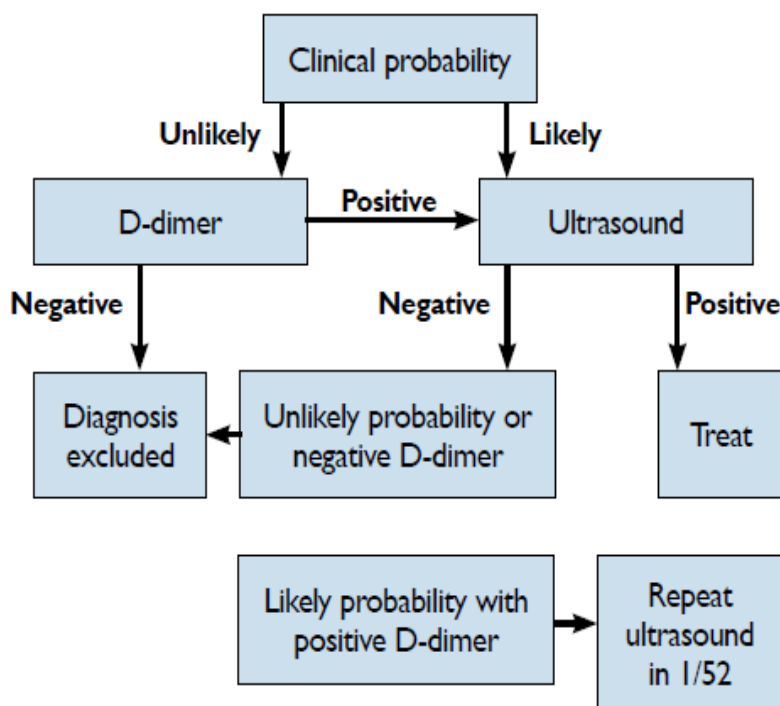 Clinical probability
Unlikely
Likely
D-dimer
Positive
Ultrasound
Negative
Negative
Positive
Diagnosis
excluded
Unlikely probability or
negative D-dimer
Treat
Likely probability with
positive D-dimer
Repeat
ultrasound
in 1/52